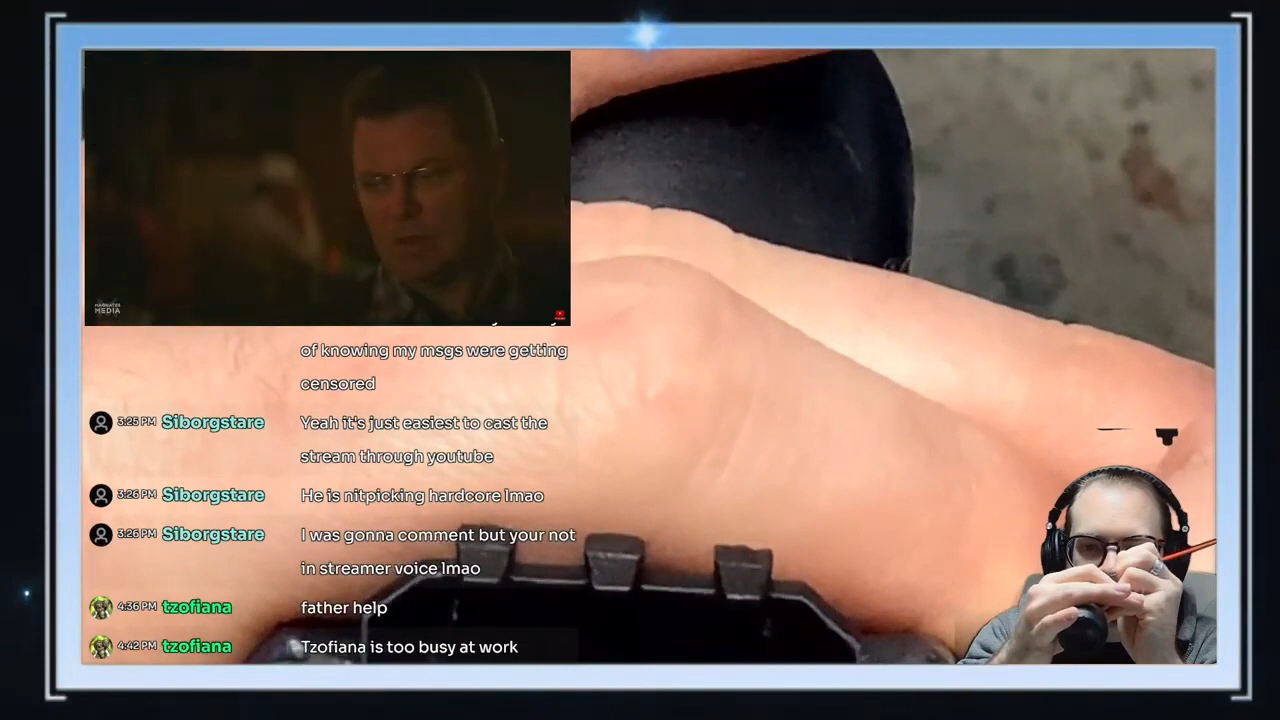 MAGNATES
MEDIA
of knowing my msgs were getting
censored
3:25 PM Siborgstare Yeah it's just easiest to cast the
stream through youtube
3:26 PM Siborgstare He is nitpicking hardcore lmao
3:26 PM Siborgstare I was gonna comment but your not
in streamer voice lmao
4:36 PM tzofiana father help
4:42 PM tzofiana Tzofiana is too busy at work